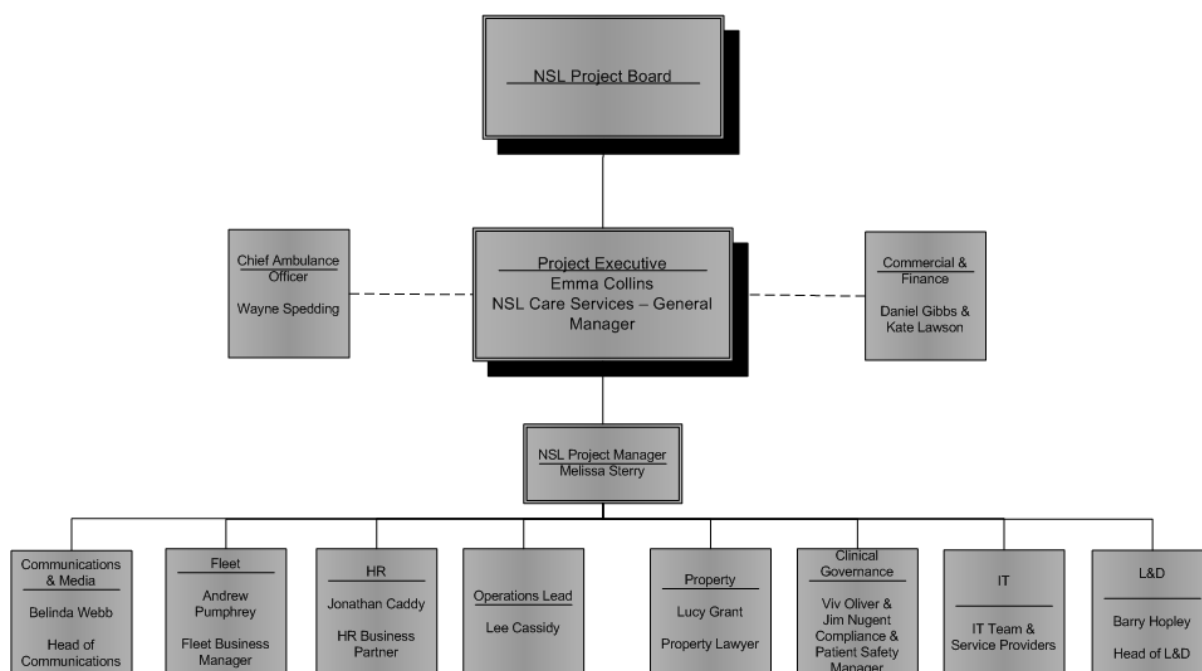 NSL Project Board
Chief Ambulance
Officer
Wayne Spedding
Project Executive
Emma Collins
NSL Care Services – General
Manager
Commercial &
Finance
Daniel Gibbs &
Kate Lawson
NSL Project Manager
Melissa Sterry
Communications
& Media
Belinda Webb
Head of
Communications
Fleet
Andrew
Pumphrey
Fleet Business
Manager
HR
Jonathan Caddy
HR Business
Partner
Operations Lead
Lee Cassidy
Property
Lucy Grant
Property Lawyer
Clinical
Governance
Viv Oliver &
Jim Nugent
Compliance &
Patient Safety
Manager
IT
IT Team &
Service Providers
L&D
Barry Hopley
Head of L&D